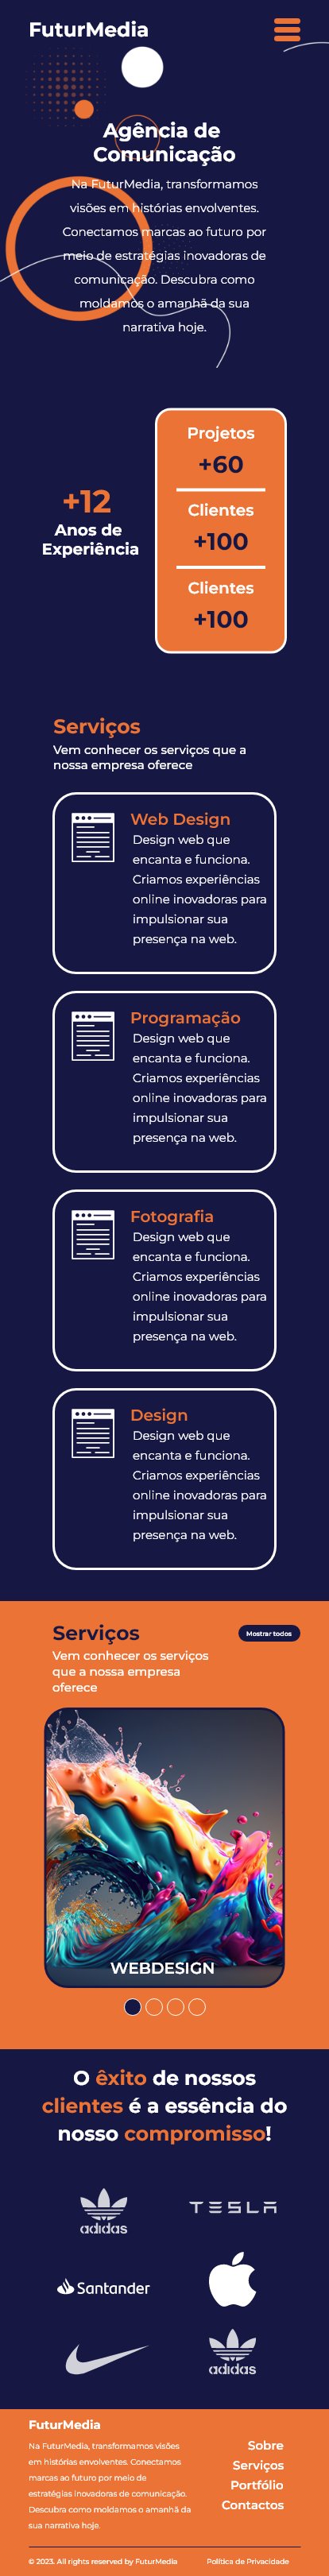 FuturMedia
Agência de
Comunicação
Na FuturMedia, transformamos
visões em histórias envolventes.
Conectamos marcas ao futuro por
meio de estratégias inovadoras de
comunicação. Descubra como
moldamos o amanhã da sua
narrativa hoje.
+12
Anos de
Experiência
Projetos
+60
Clientes
+100
Clientes
+100
Serviços
Vem conhecer os serviços que a
nossa empresa oferece
Web Design
Design web que
encanta e funciona.
Criamos experiências
online inovadoras para
impulsionar sua
presença na web.
Programação
Design web que
encanta e funciona.
Criamos experiências
online inovadoras para
impulsionar sua
presença na web.
Fotografia
Design web que
encanta e funciona.
Criamos experiências
online inovadoras para
impulsionar sua
presença na web.
Design
Design web que
encanta e funciona.
Criamos experiências
online inovadoras para
impulsionar sua
presença na web.
Serviços
Mostrar todos
Vem conhecer os serviços
que a nossa empresa
oferece
WEBDESIGN
O êxito de nossos
clientes é a essência do
nosso compromisso!
adidas
TESLA
Santander
adidas
FuturMedia
Na FuturMedia, transformamos visões
em histórias envolventes. Conectamos
marcas ao futuro por meio de
estratégias inovadoras de comunicação.
Descubra como moldamos o amanhã da
sua narrativa hoje.
Sobre
Serviços
Portfólio
Contactos
© 2023. All rights reserved by FuturMedia
Política de Privacidade